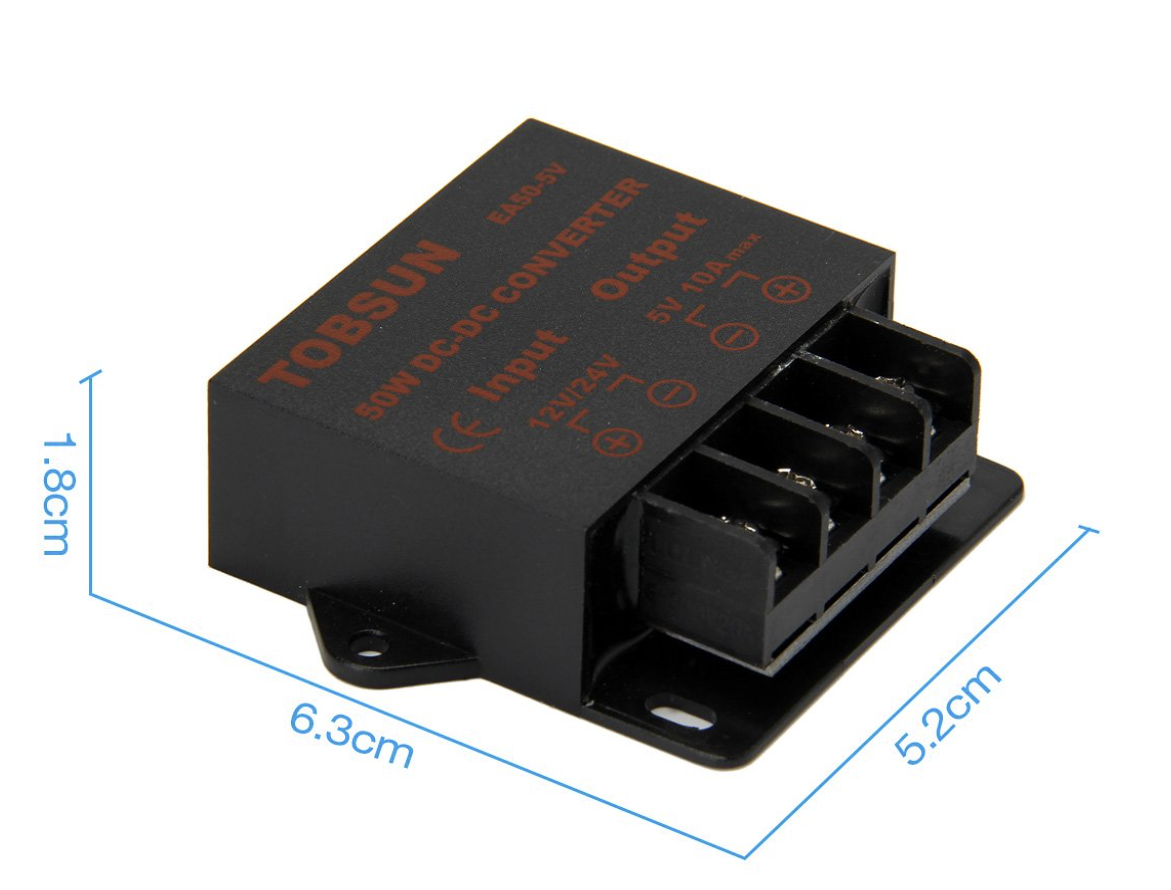 TOBSUN
EA50-5V
50W DC-DC CONVERTER
CE Input
Output
12V/24V
5V 10A max
+ - - +
1.8cm
6.3cm
5.2cm